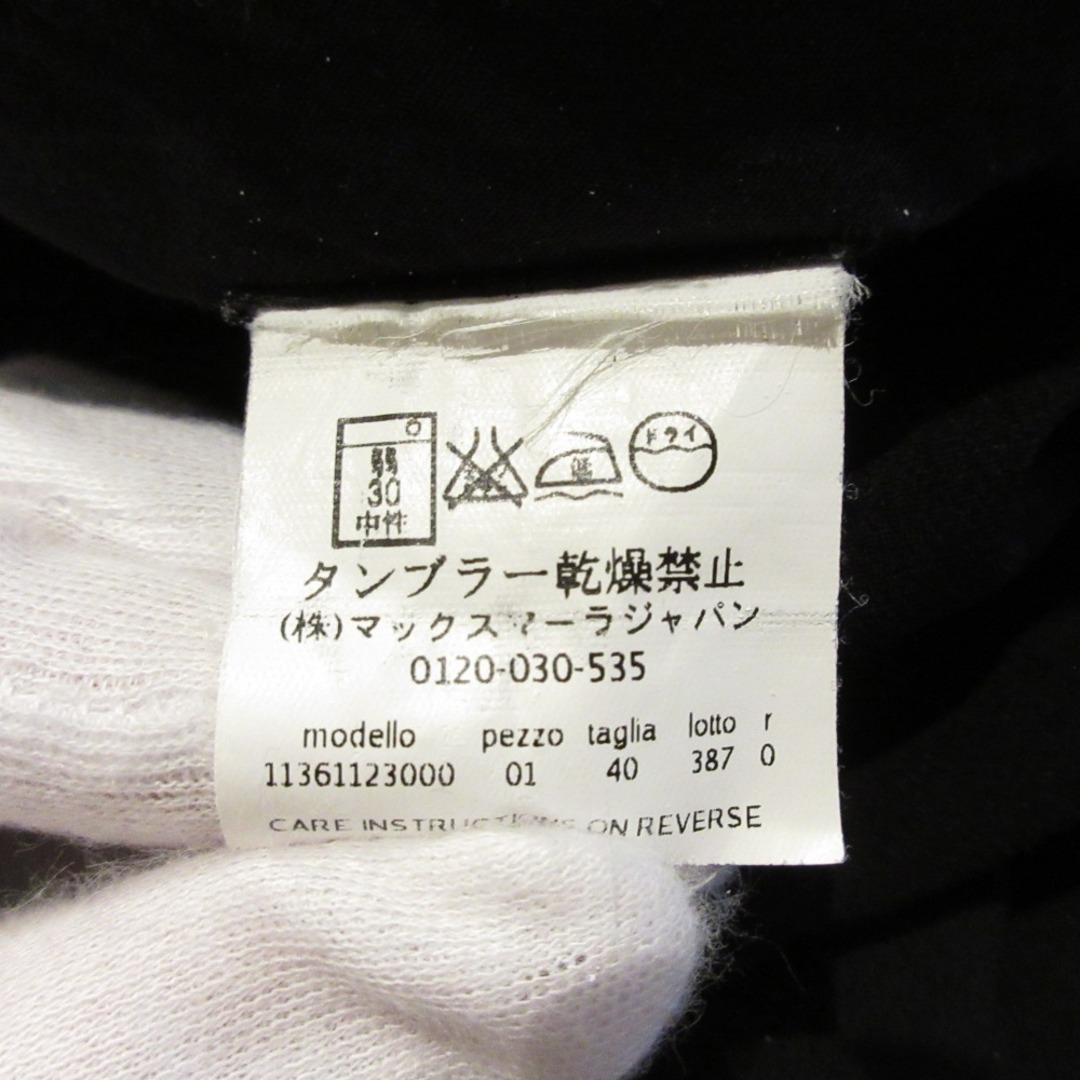 弱
30
中性
低
ドライ
タンブラー乾燥禁止
(株)マックスマーラジャパン
0120-030-535
modello pezzo taglia lotto r
11361123000 01 40 387 0
CARE INSTRUCTIONS ON REVERSE